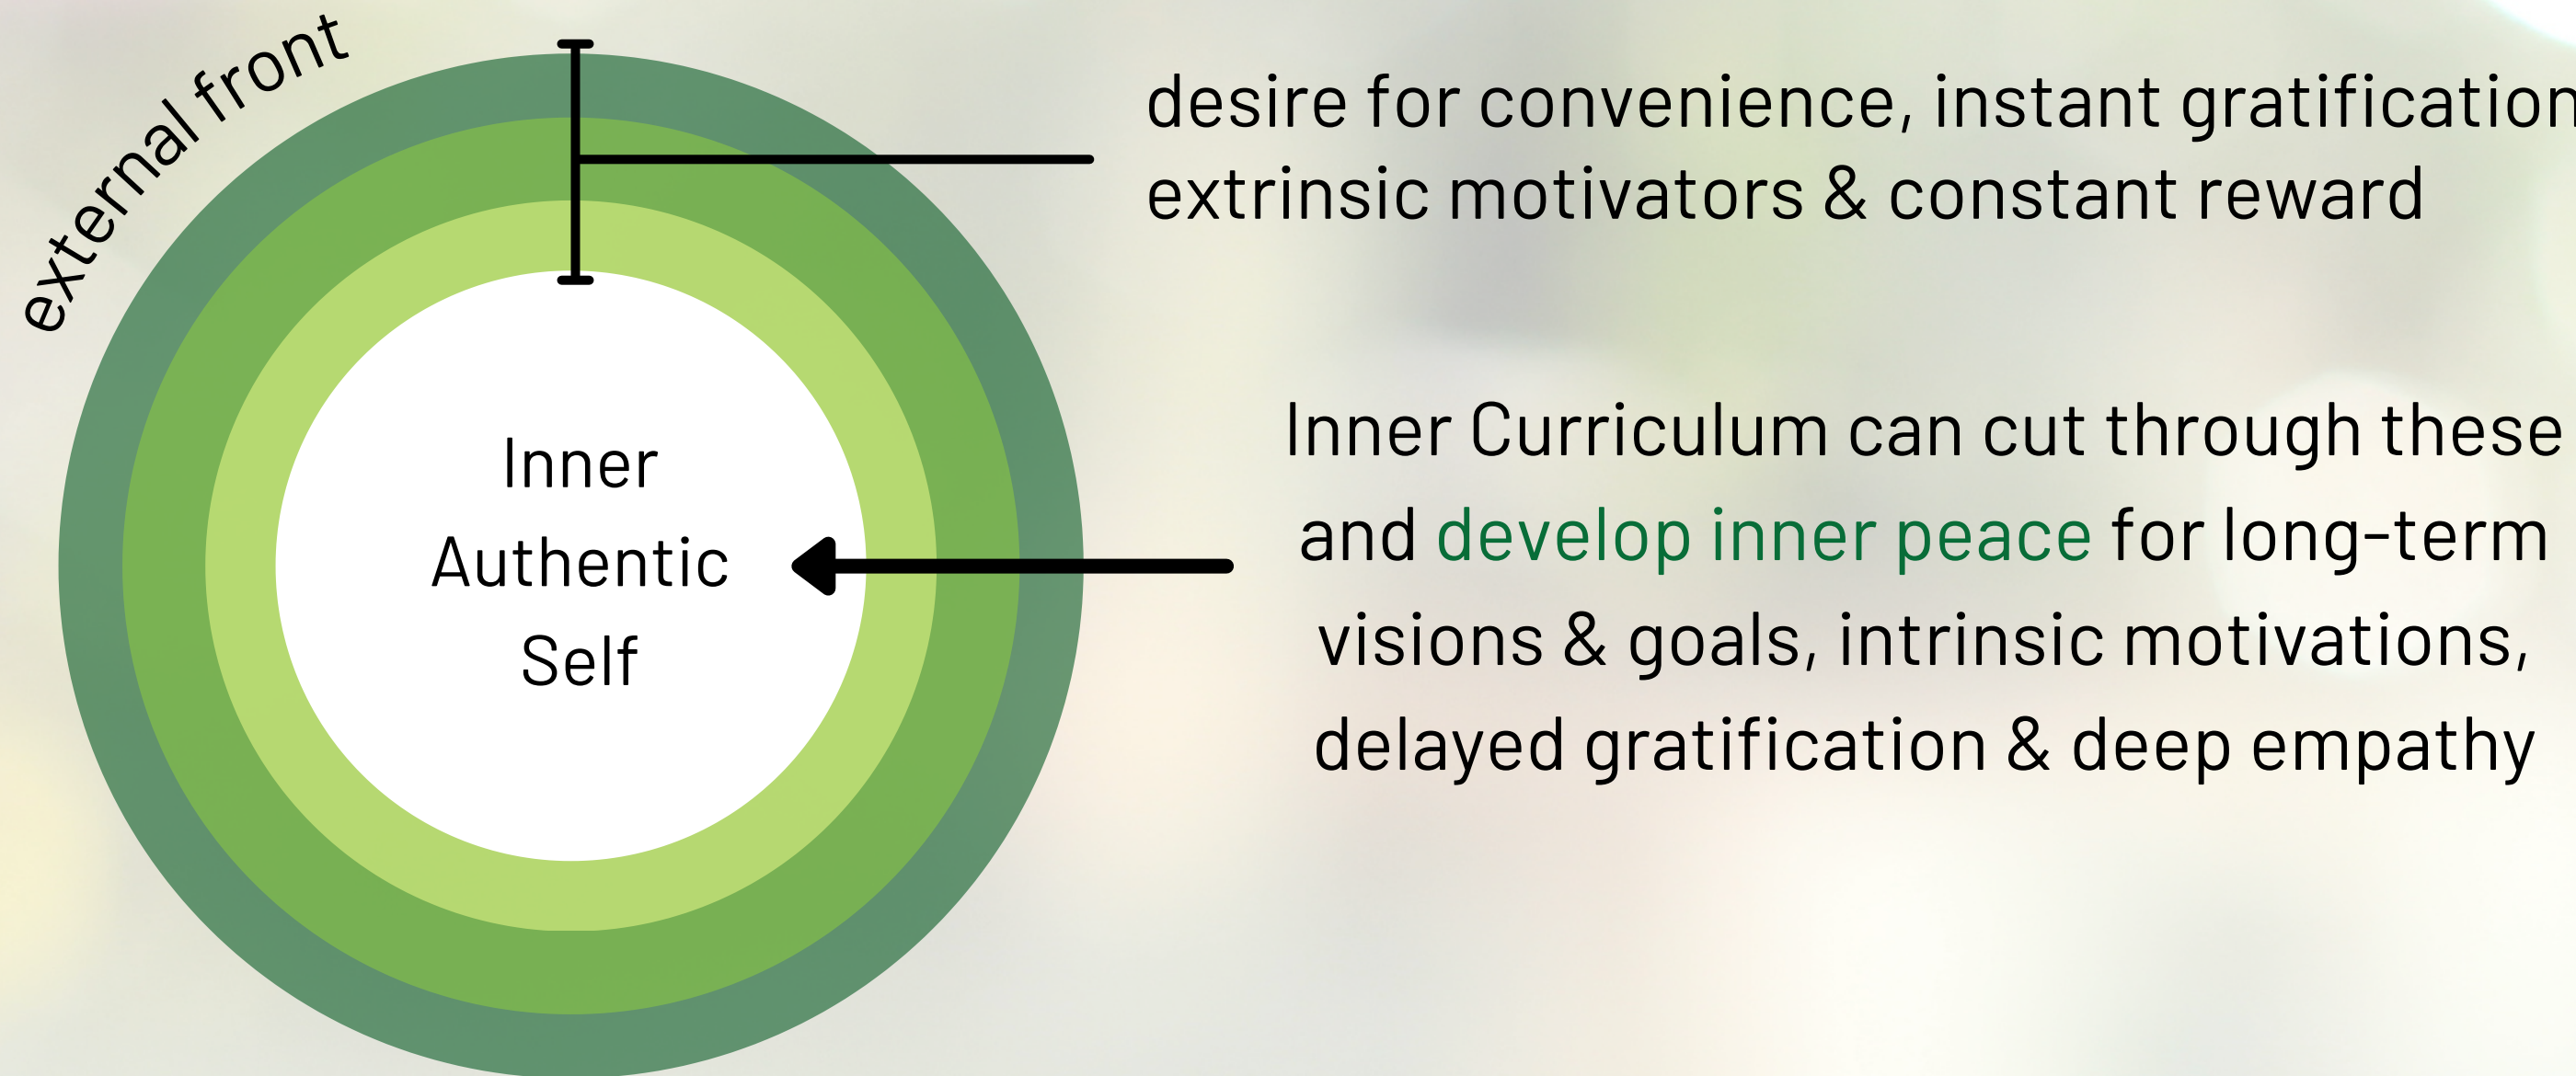 external front
desire for convenience, instant gratification
extrinsic motivators & constant reward
Inner
Authentic
Self
Inner Curriculum can cut through these
and develop inner peace for long-term
visions & goals, intrinsic motivations,
delayed gratification & deep empathy